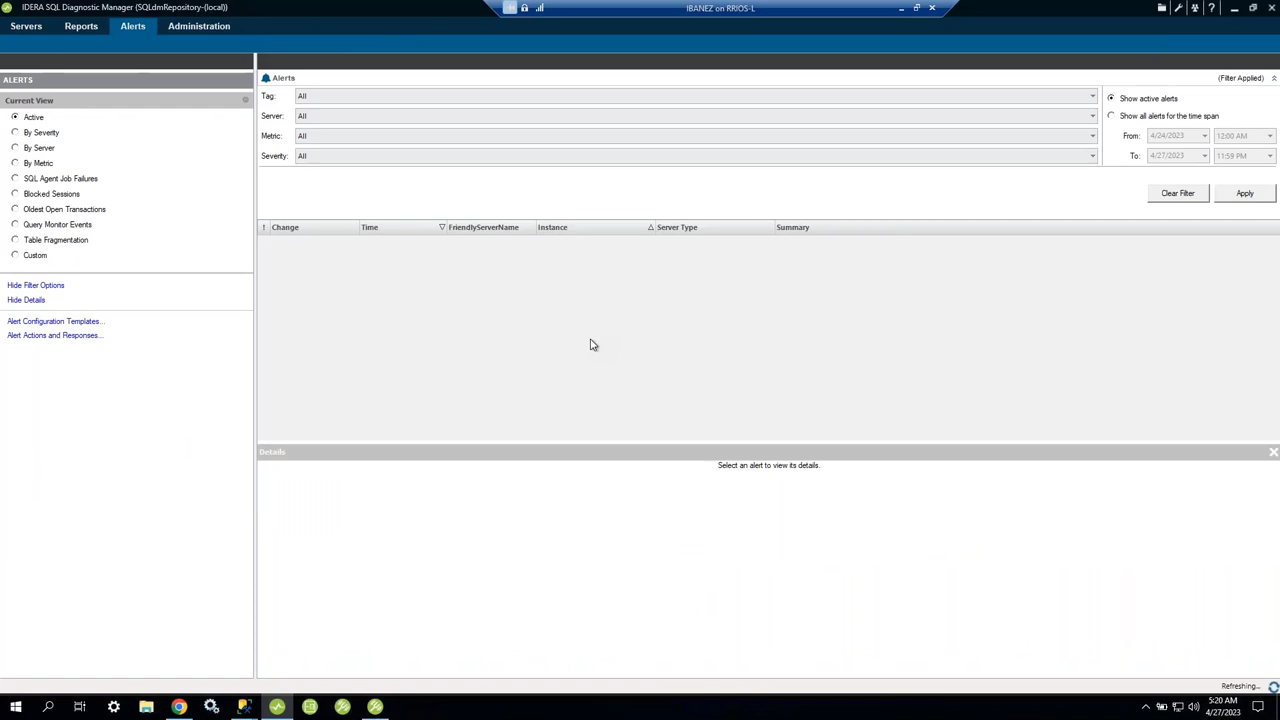 IDERA SQL Diagnostic Manager (SQLdmRepository-(local))
IBANEZ on RRIOS-L
Servers Reports Alerts Administration
ALERTS
Current View
Active
By Severity
By Server
By Metric
SQL Agent Job Failures
Blocked Sessions
Oldest Open Transactions
Query Monitor Events
Table Fragmentation
Custom
Hide Filter Options
Hide Details
Alert Configuration Templates...
Alert Actions and Responses...
Alerts
(Filter Applied)
Tag: All
Server: All
Metric: All
Severity: All
Show active alerts
Show all alerts for the time span
From: 4/24/2023 12:00 AM
To: 4/27/2023 11:59 PM
Clear Filter Apply
! Change Time FriendlyServerName Instance Server Type Summary
Details
Select an alert to view its details.
Refreshing...
5:20 AM
4/27/2023